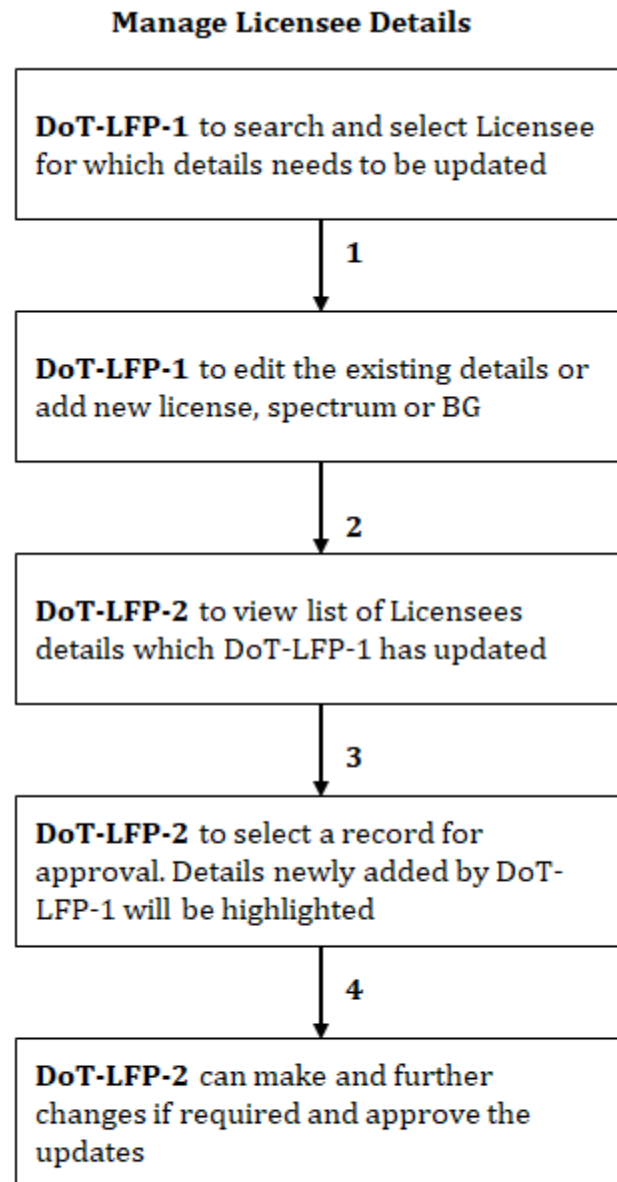 Manage Licensee Details
DoT-LFP-1 to search and select Licensee
for which details needs to be updated
1
DoT-LFP-1 to edit the existing details or
add new license, spectrum or BG
2
DoT-LFP-2 to view list of Licensees
details which DoT-LFP-1 has updated
3
DoT-LFP-2 to select a record for
approval. Details newly added by DoT-
LFP-1 will be highlighted
4
DoT-LFP-2 can make and further
changes if required and approve the
updates